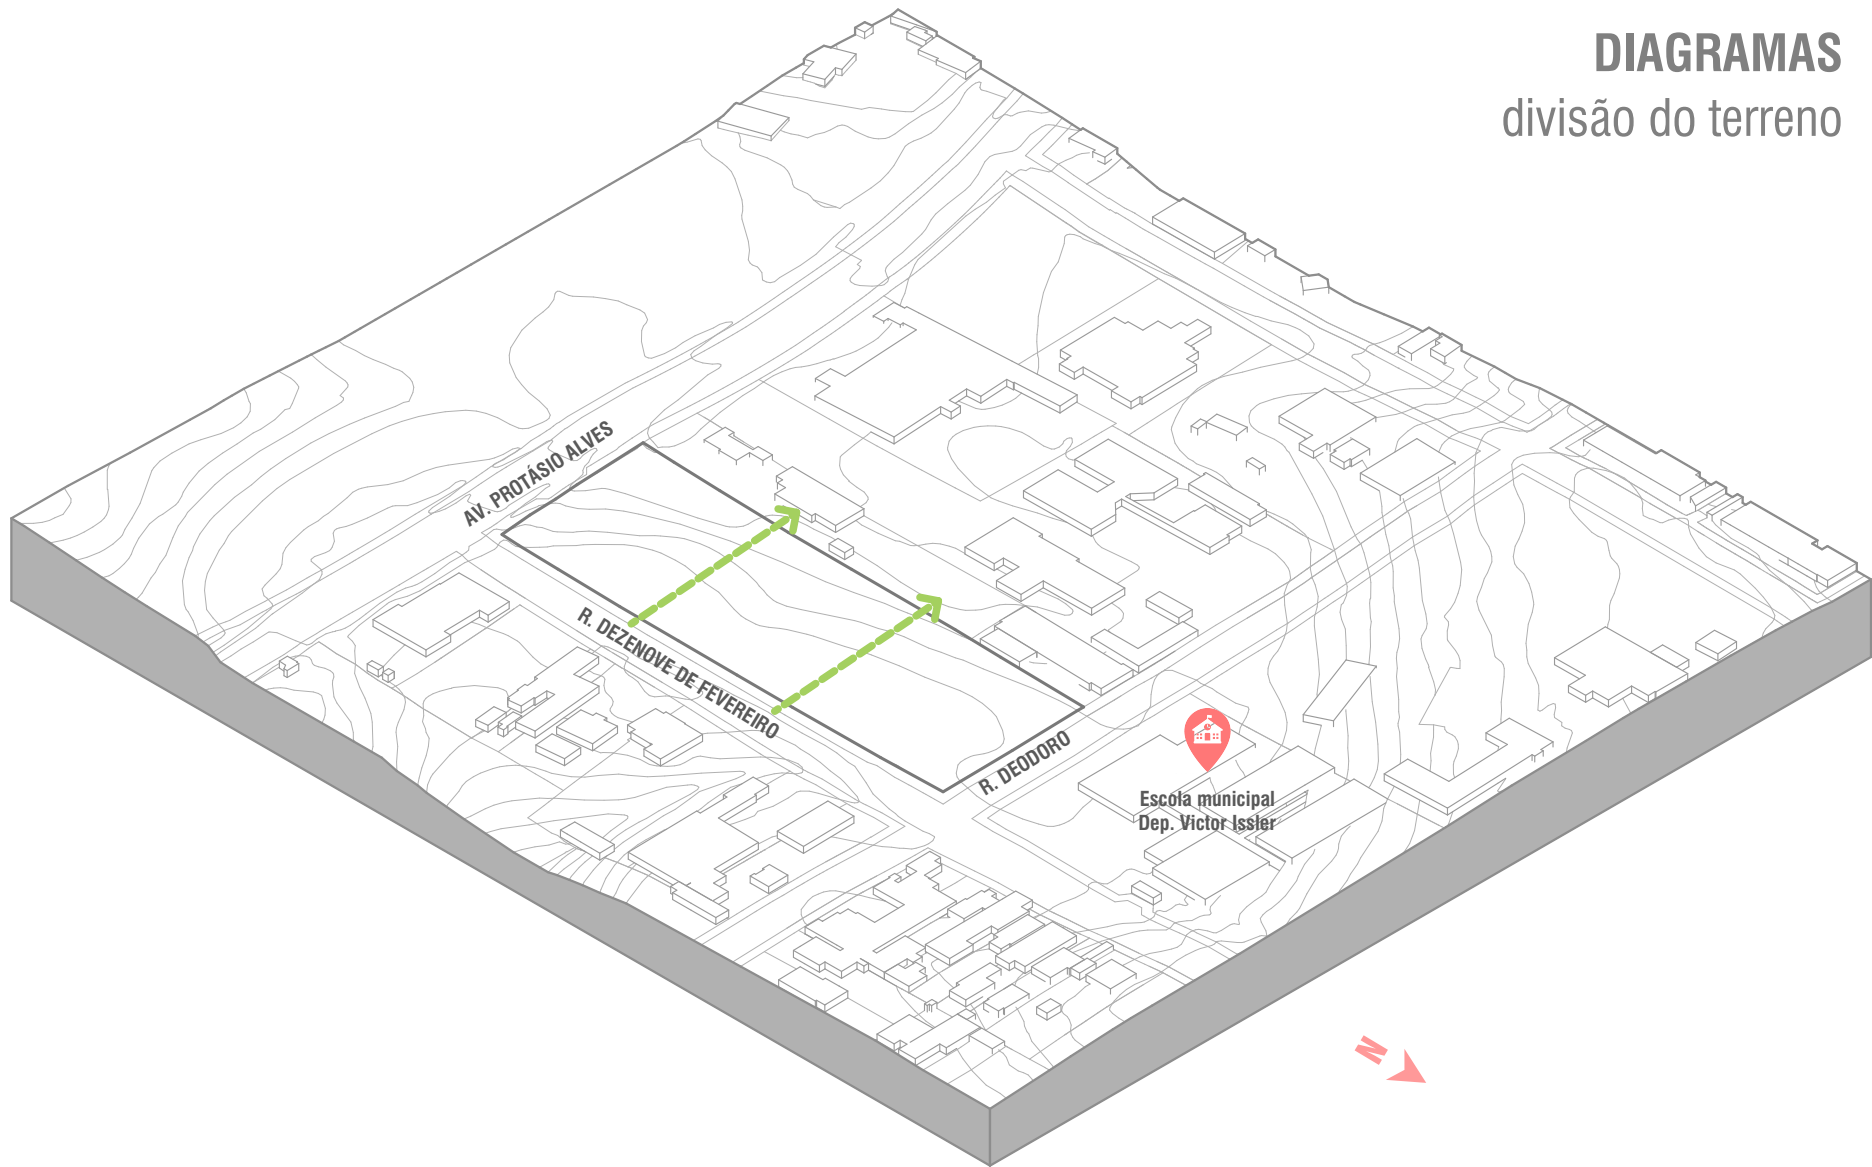 DIAGRAMAS
divisão do terreno
AV. PROTÁSIO ALVES
R. DEZENOVE DE FEVEREIRO
R. DEODORO
Escola municipal
Dep. Victor Issler
N